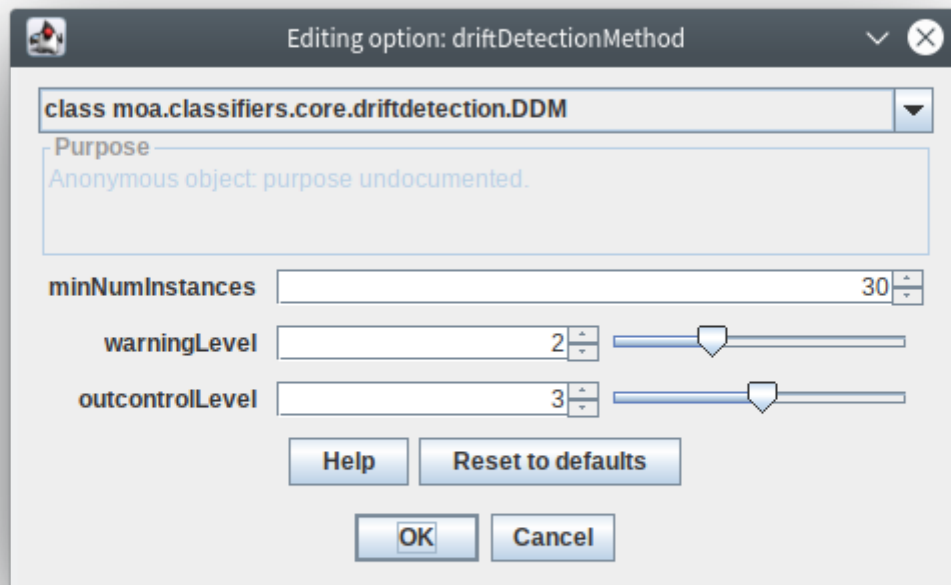 Editing option: driftDetectionMethod
class moa.classifiers.core.driftdetection.DDM
Purpose
Anonymous object: purpose undocumented.
minNumInstances 30
warningLevel 2
outcontrolLevel 3
Help Reset to defaults
OK Cancel